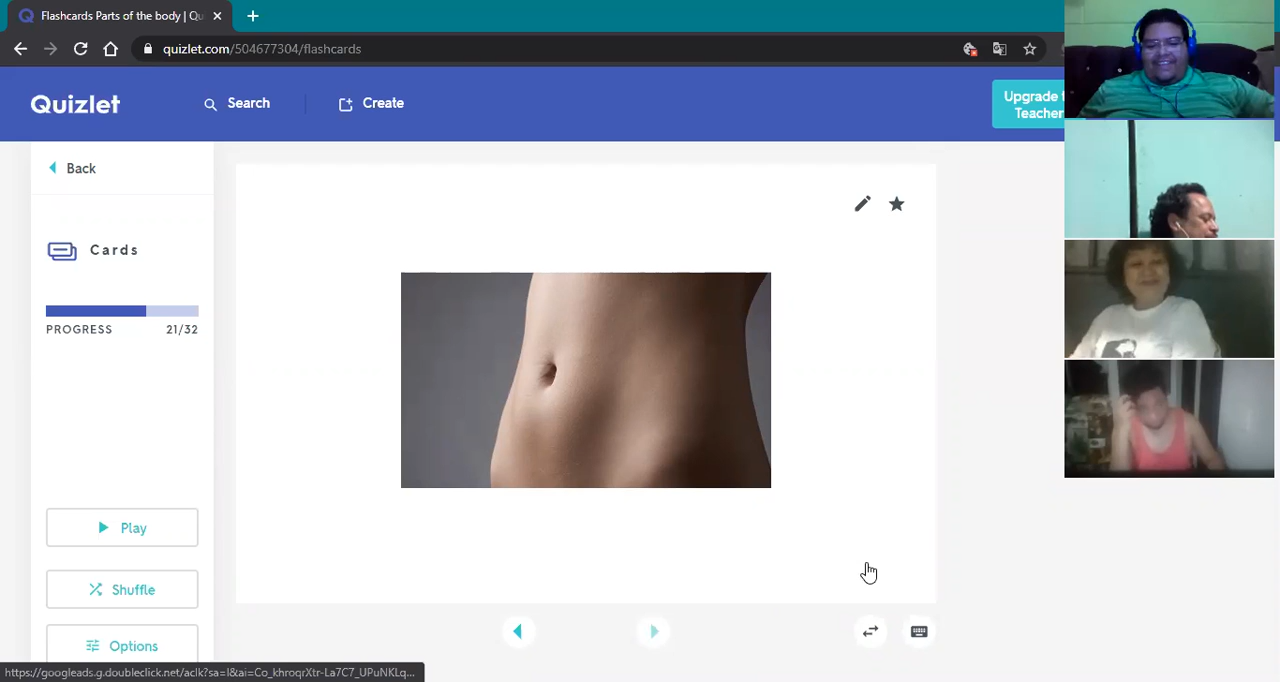 Flashcards Parts of the body | Qu
quizlet.com/504677304/flashcards
Quizlet
Search
Create
Upgrade
Teacher
Back
Cards
PROGRESS 21/32
Play
Shuffle
Options
https://googleads.g.doubleclick.net/aclk?sa=l&ai=Co_khroqrXtr-La7C7_UPuNKLq...